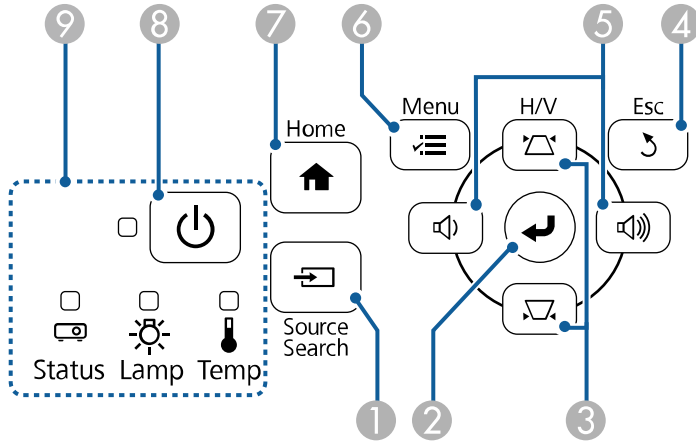 9 8 7 6 5 4
Menu H/V Esc
Home
Source
Search
Status Lamp Temp
1 2 3